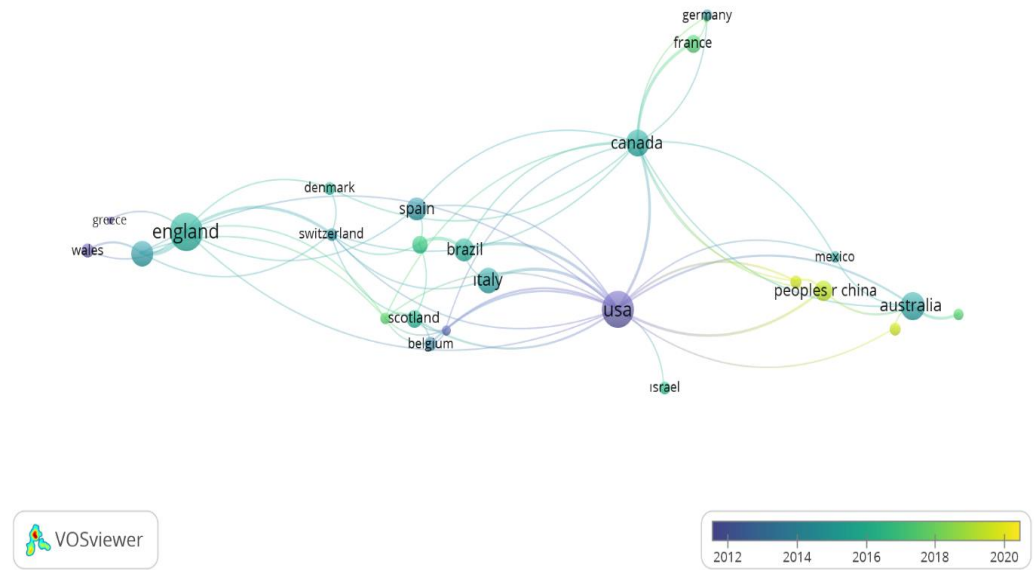 germany
france
canada
denmark
spain
greece
england
switzerland
wales
brazil
mexico
italy
peoples r china
usa
australia
scotland
belgium
israel
VOSviewer
2012 2014 2016 2018 2020